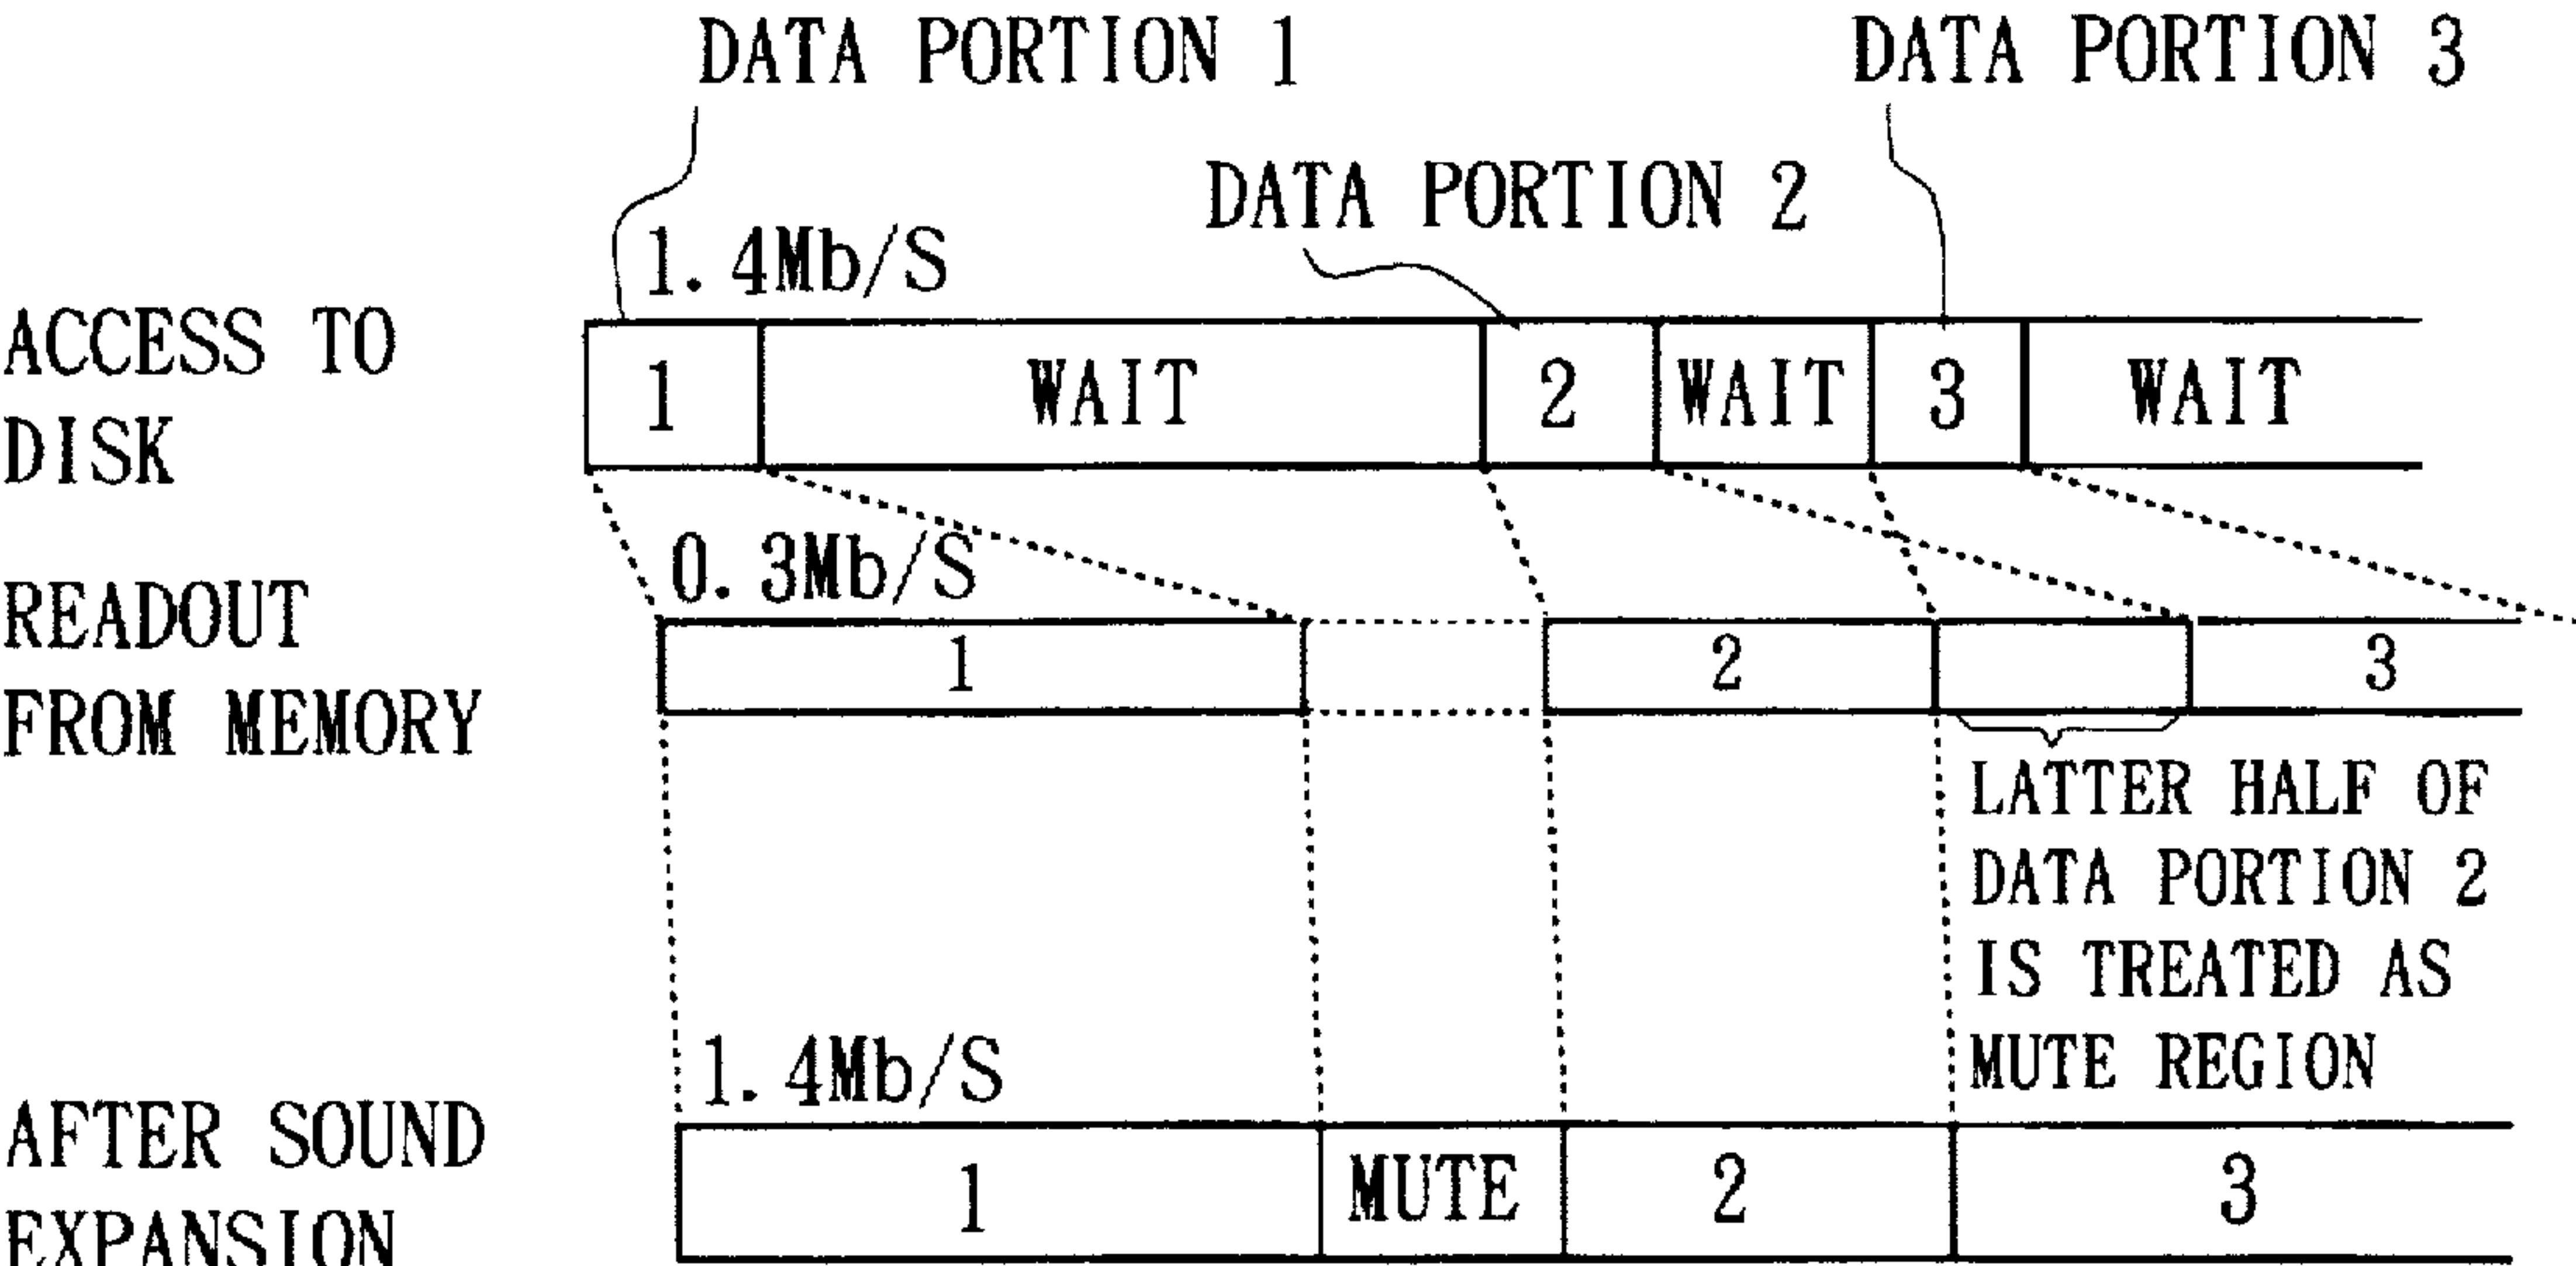 DATA PORTION 1
DATA PORTION 3
DATA PORTION 2
1.4Mb/S
ACCESS TO
DISK
1
WAIT
2
WAIT
3
WAIT
0.3Mb/S
READOUT
FROM MEMORY
1
2
3
LATTER HALF OF
DATA PORTION 2
IS TREATED AS
MUTE REGION
1.4Mb/S
AFTER SOUND
EXPANSION
1
MUTE
2
3